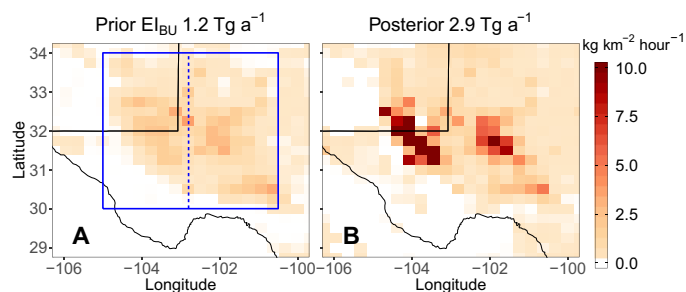 Prior EI_BU 1.2 Tg a⁻¹
Posterior 2.9 Tg a⁻¹
kg km⁻² hour⁻¹
Latitude
34
33
32
31
30
29
A
−106
−104
−102
−100
Longitude
B
−106
−104
−102
−100
Longitude
10.0
7.5
5.0
2.5
0.0